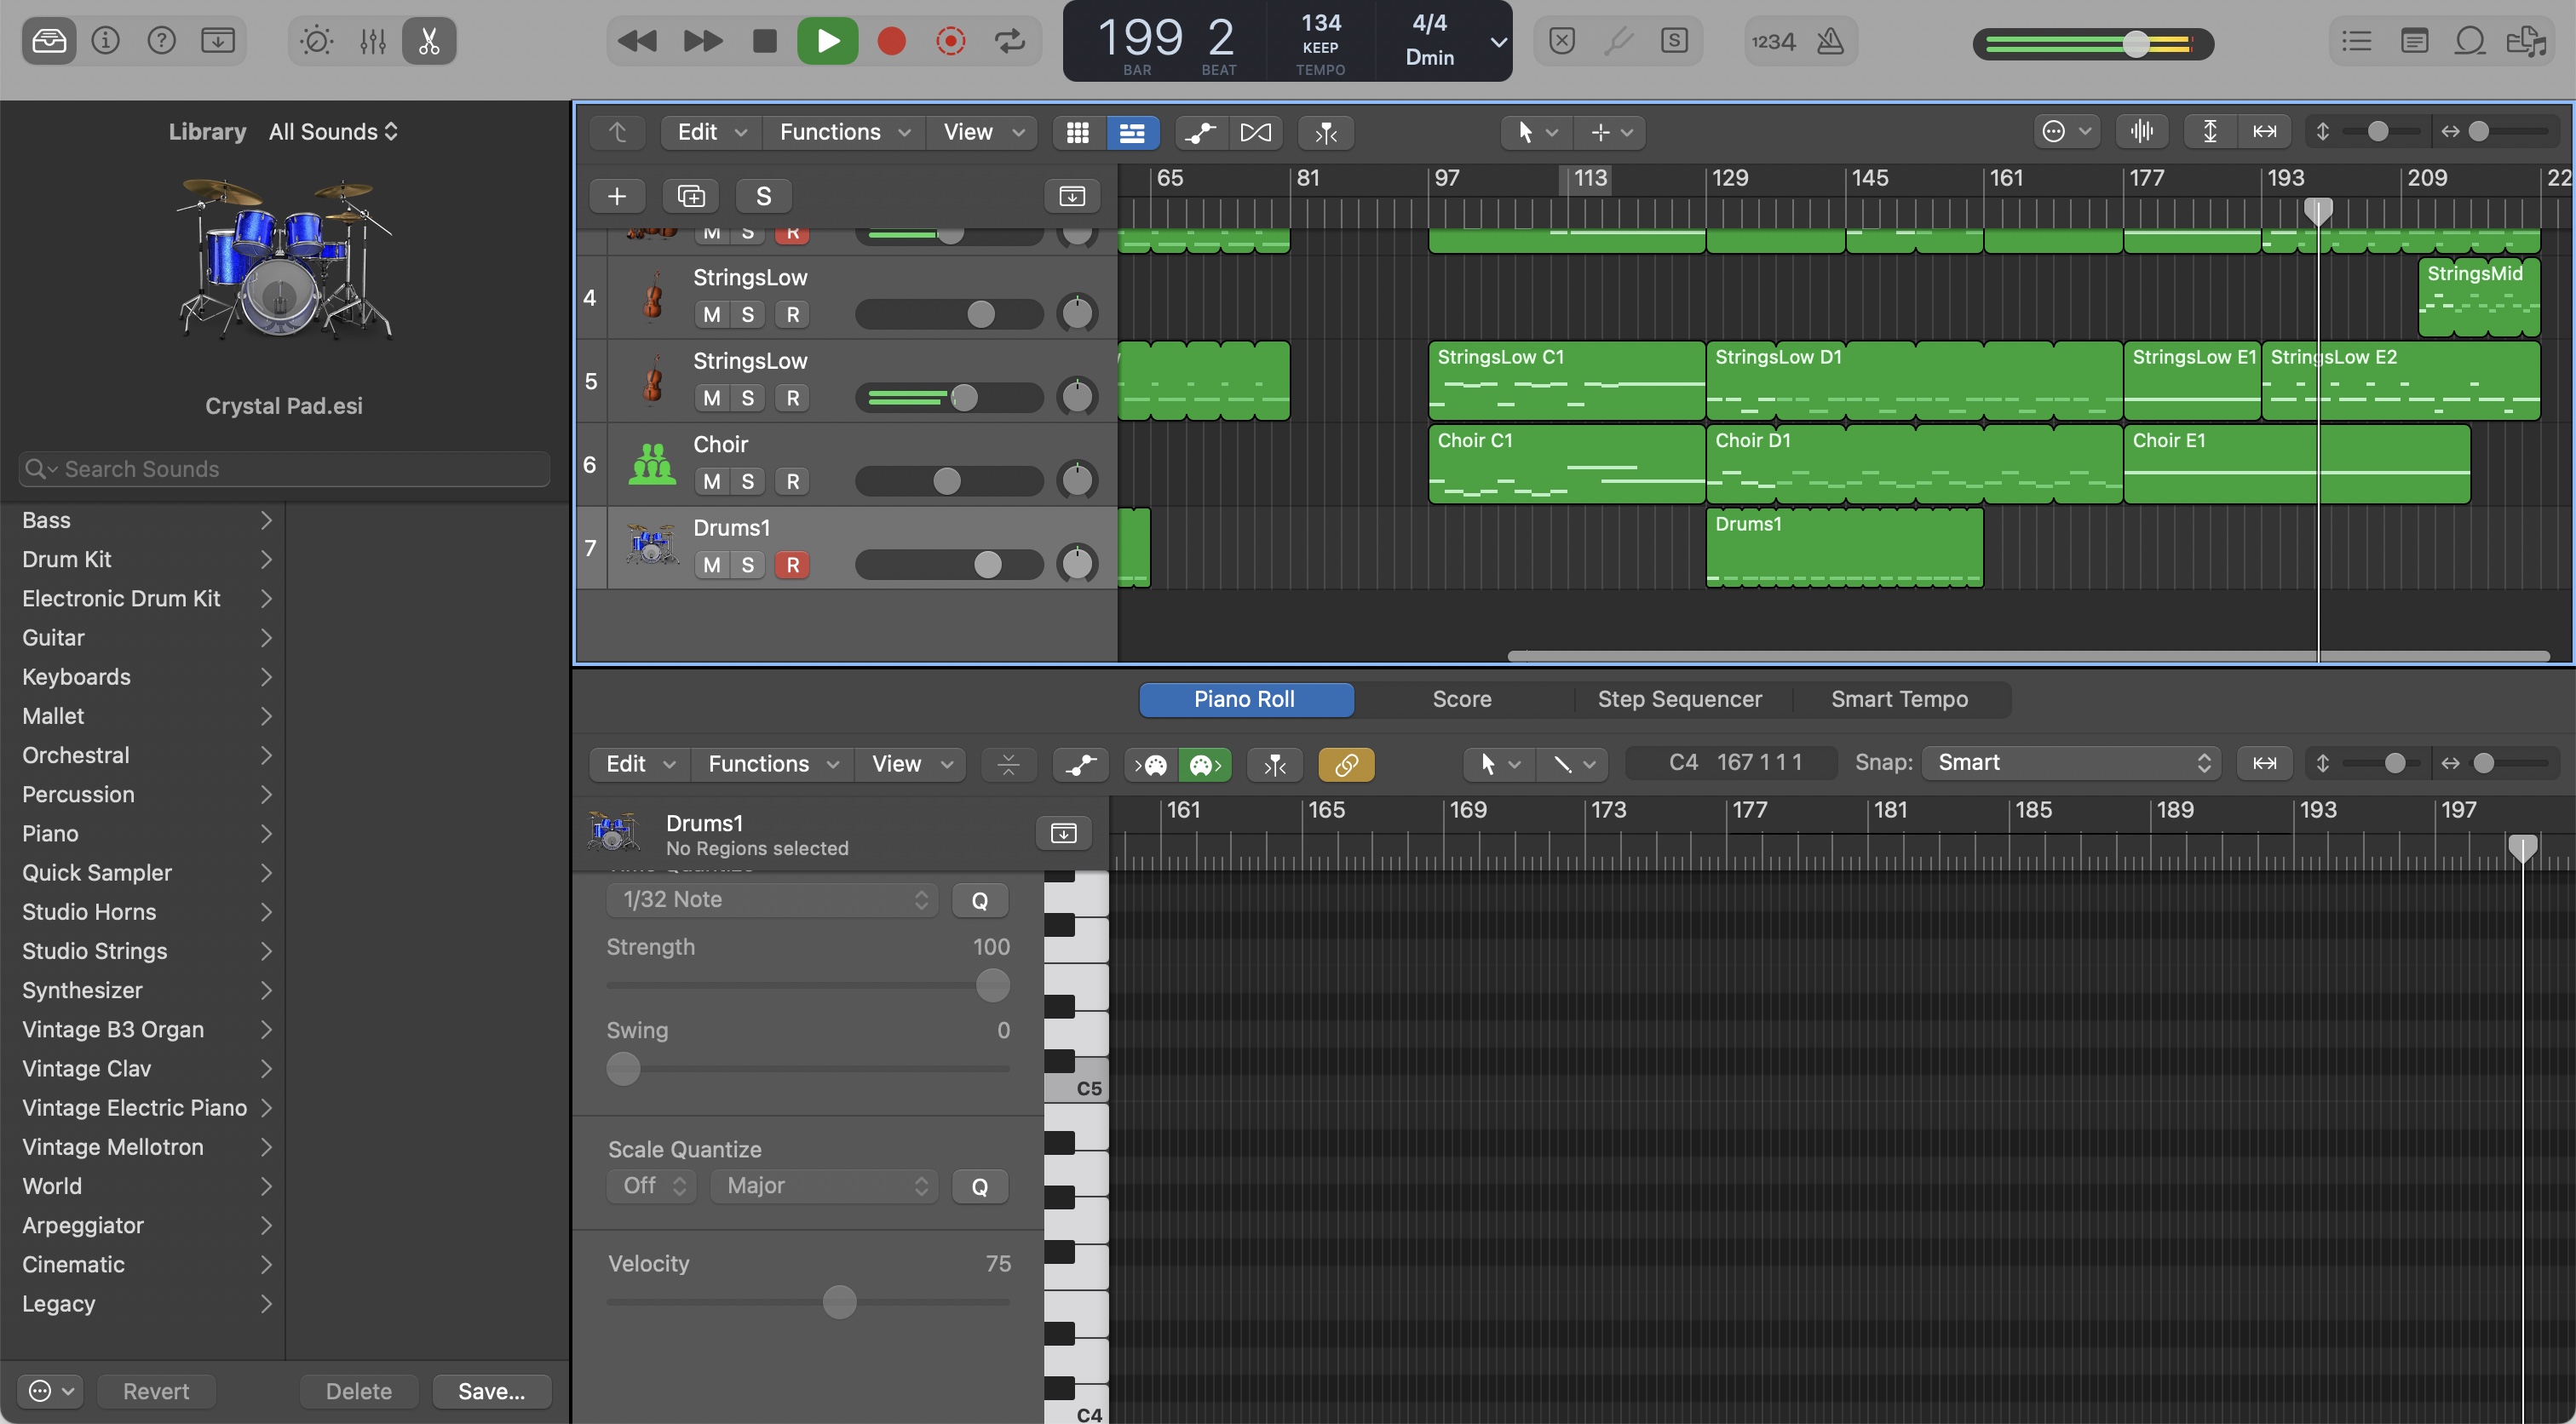 199 2 134 4/4
KEEP Dmin
BAR BEAT TEMPO
S 1234
Library All Sounds
Crystal Pad.esi
Search Sounds
Bass
Drum Kit
Electronic Drum Kit
Guitar
Keyboards
Mallet
Orchestral
Percussion
Piano
Quick Sampler
Studio Horns
Studio Strings
Synthesizer
Vintage B3 Organ
Vintage Clav
Vintage Electric Piano
Vintage Mellotron
World
Arpeggiator
Cinematic
Legacy
Revert Delete Save...
Edit Functions View
S
65 81 97 113 129 145 161 177 193 209 22
M S R
4 StringsLow
M S R
StringsMid
5 StringsLow
M S R
StringsLow C1 StringsLow D1 StringsLow E1 StringsLow E2
6 Choir
M S R
Choir C1 Choir D1 Choir E1
7 Drums1
M S R
Drums1
Piano Roll Score Step Sequencer Smart Tempo
Edit Functions View C4 167 1 1 1 Snap: Smart
Drums1
No Regions selected
161 165 169 173 177 181 185 189 193 197
1/32 Note Q
Strength 100
Swing 0
Scale Quantize
Off Major Q
Velocity 75
C5
C4